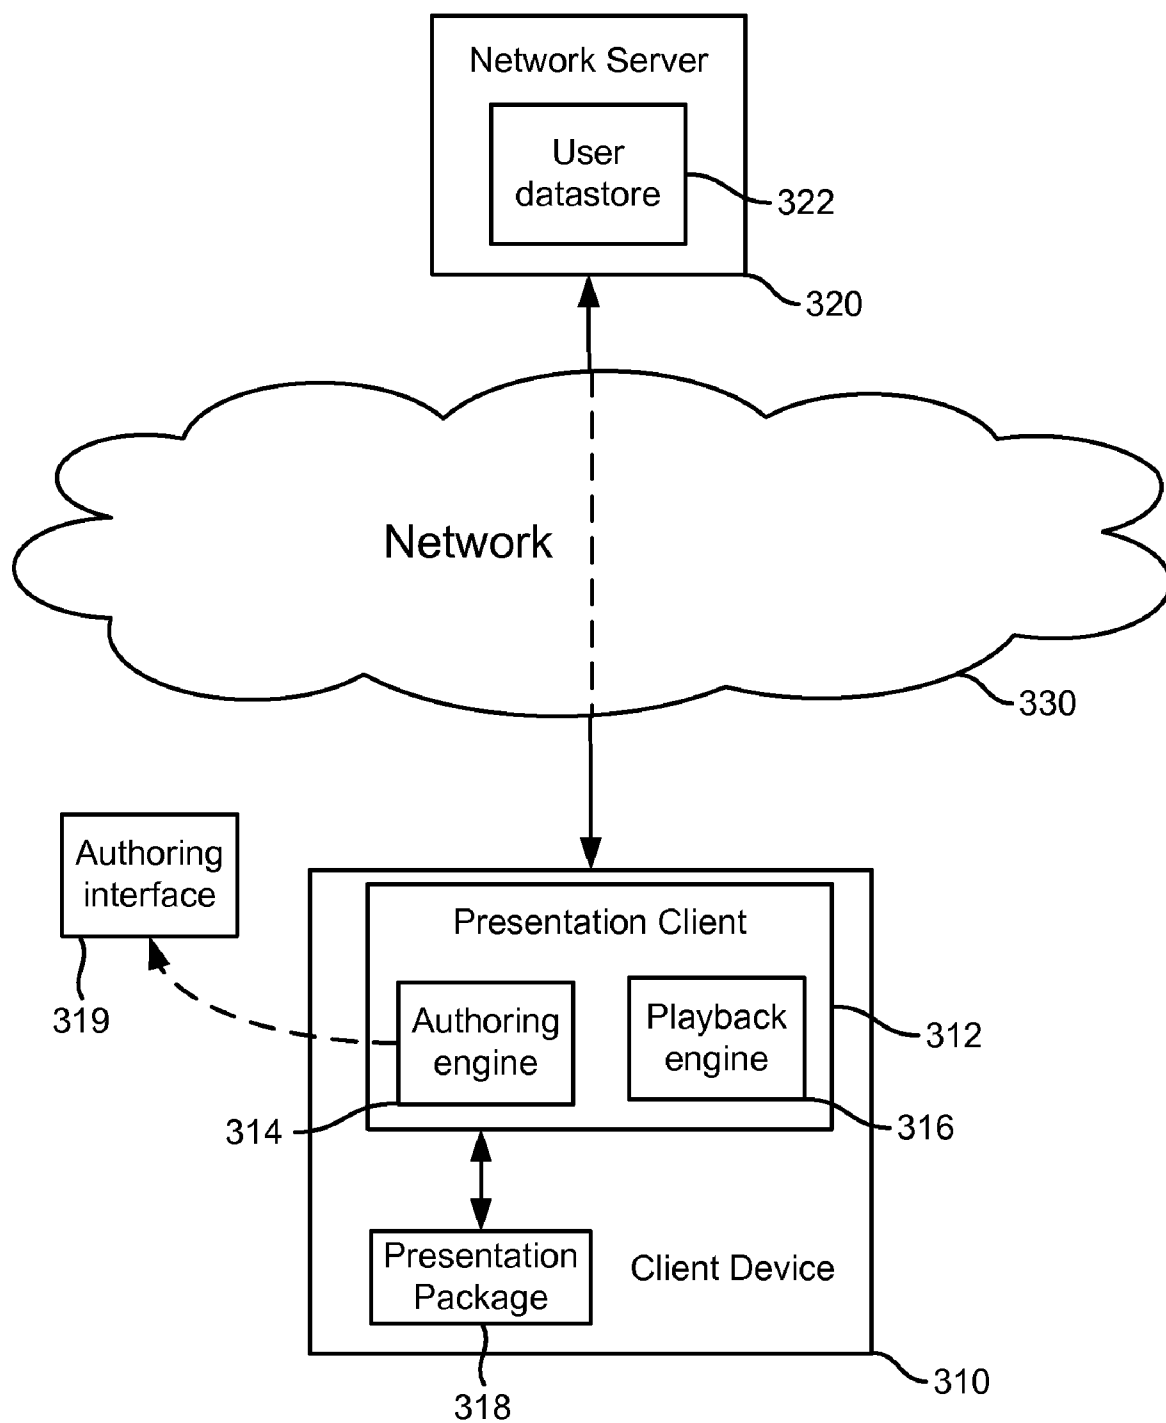 Network Server
User
datastore
322
320
Network
330
Authoring
interface
319
Presentation Client
Authoring
engine
Playback
engine
312
314
316
Presentation
Package
Client Device
318
310